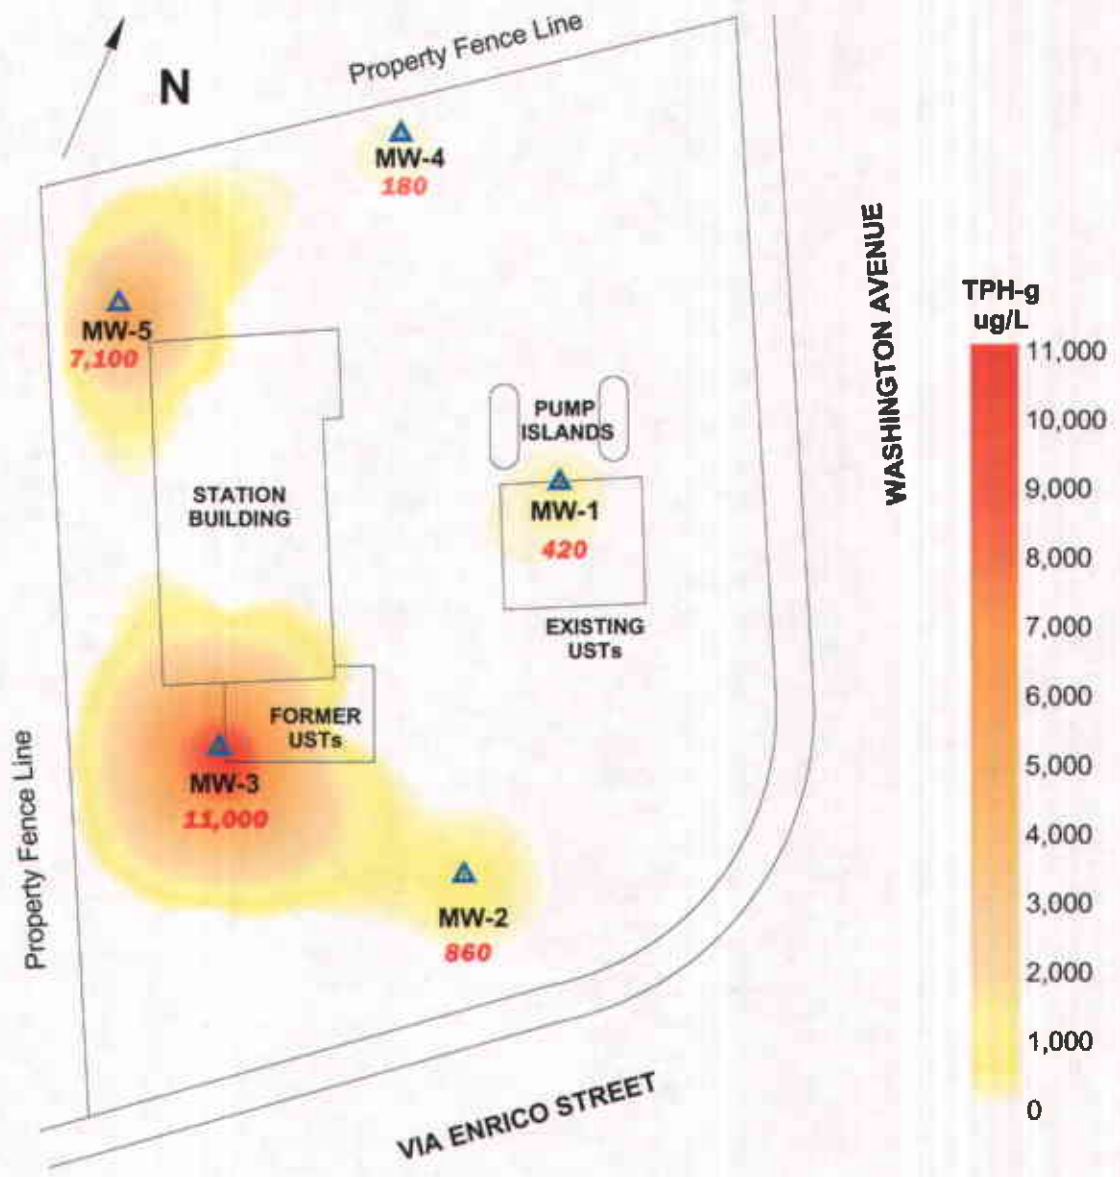 Property Fence Line
N
MW-4
180
MW-5
7,100
PUMP
ISLANDS
STATION
BUILDING
MW-1
420
EXISTING
USTs
FORMER
USTs
MW-3
11,000
MW-2
860
Property Fence Line
VIA ENRICO STREET
WASHINGTON AVENUE
TPH-g
ug/L
11,000
10,000
9,000
8,000
7,000
6,000
5,000
4,000
3,000
2,000
1,000
0